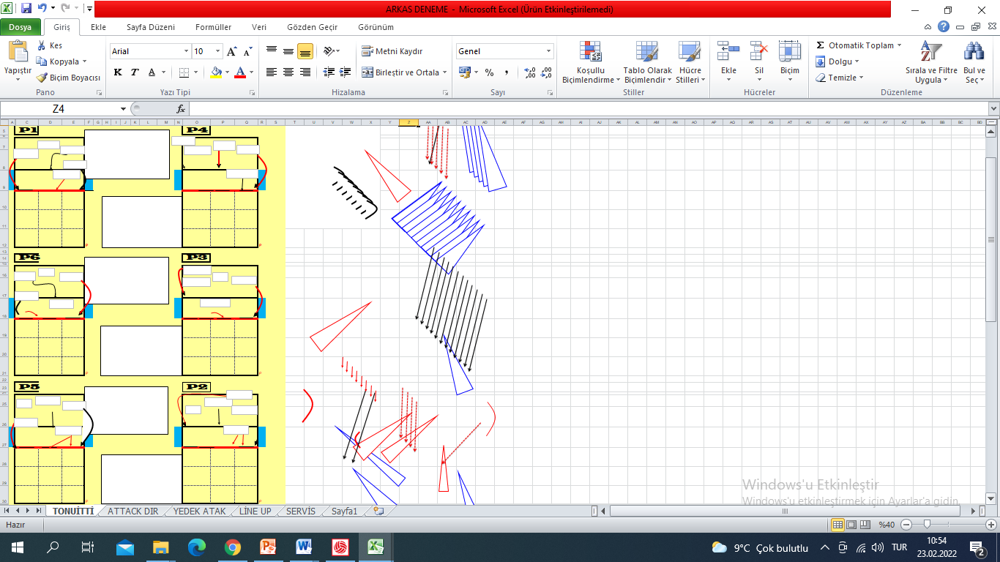 ARKAS DENEME - Microsoft Excel (Ürün Etkinleştirilemedi)
Dosya Giriş Ekle Sayfa Düzeni Formüller Veri Gözden Geçir Görünüm
Yapıştır
Kes
Kopyala
Biçim Boyacısı
Pano
Arial 10
K T A
Yazı Tipi
Metni Kaydır
Birleştir ve Ortala
Hizalama
Genel
Sayı
Koşullu Biçimlendirme
Tablo Olarak Biçimlendir
Hücre Stilleri
Stiller
Ekle Sil Biçim
Hücreler
Σ Otomatik Toplam
Dolgu
Temizle
Sırala ve Filtre Uygula
Bul ve Seç
Düzenleme
Z4 fx
P1 P4
P6 P3
P5 P2
Windows'u Etkinleştir
Windows'u etkinleştirmek için Ayarlar'a gidin
TONUİTTİ ATTACK DIR YEDEK ATAK LİNE UP SERVİS Sayfa1
Hazır %40
9°C Çok bulutlu TUR 10:54
23.02.2022 2